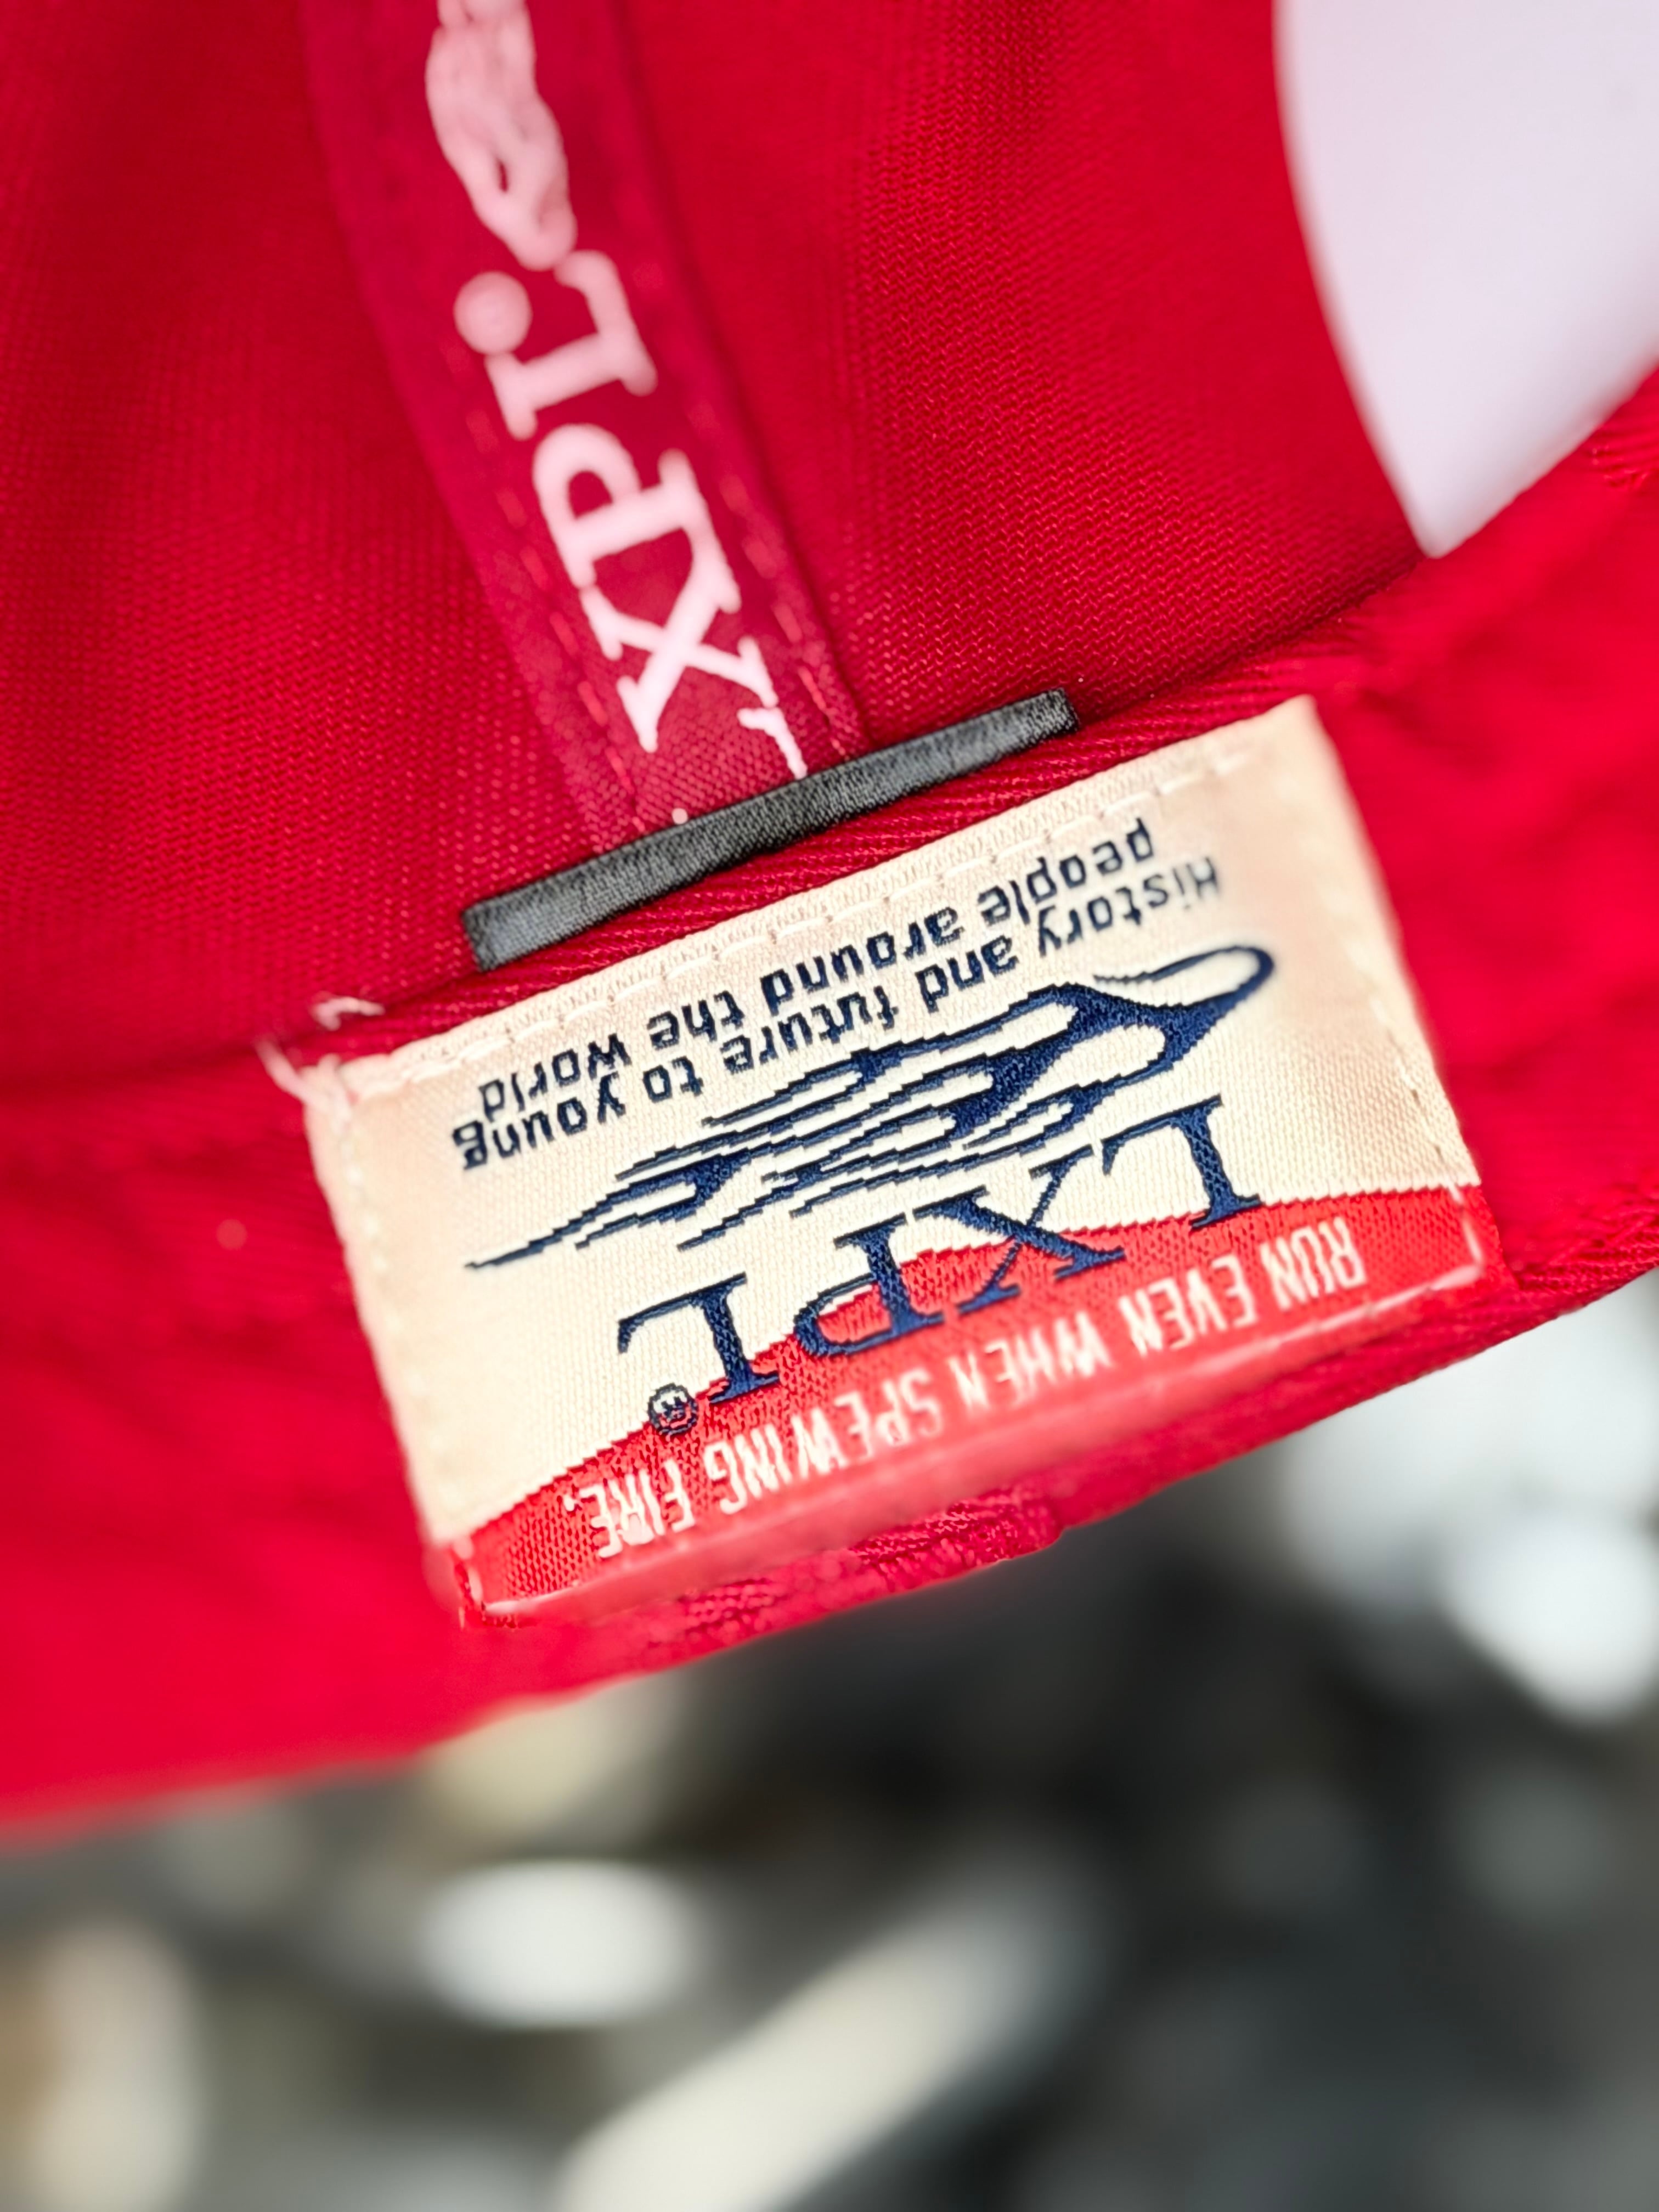 RUN EVEN WHEN SPEWING FIRE.
LXPL®
History and future to young
people around the world
XPL®